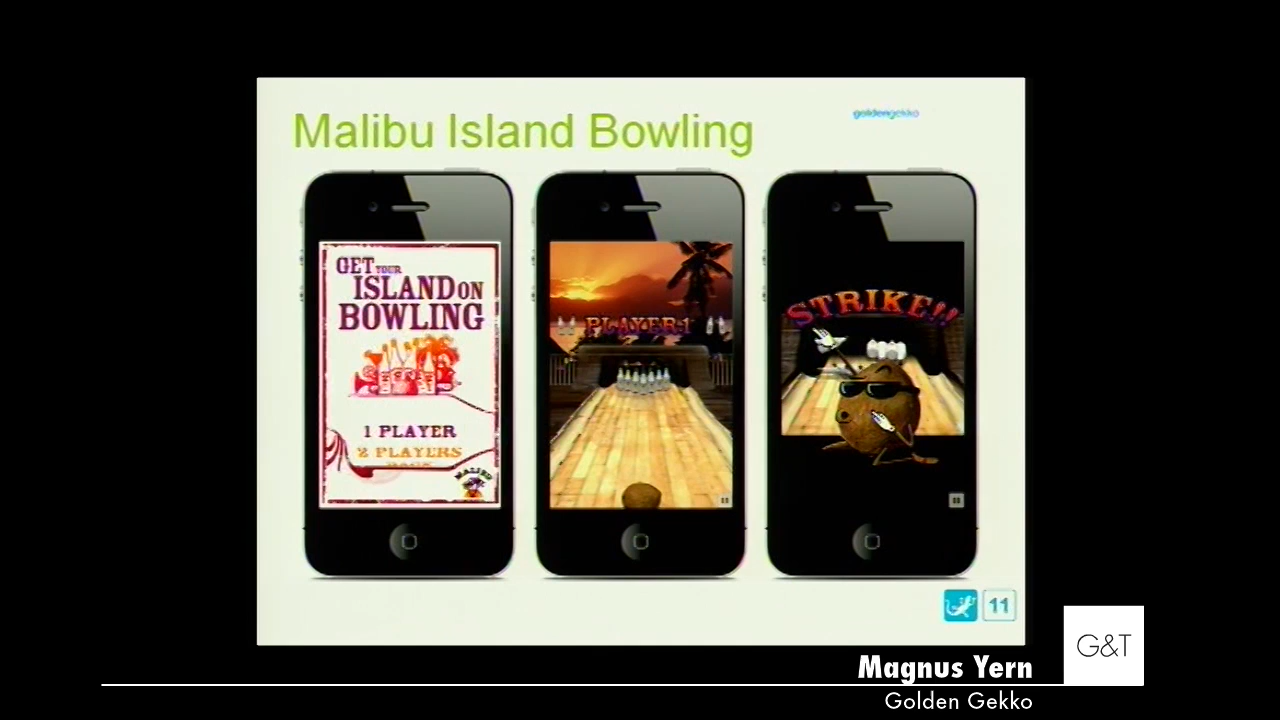 Malibu Island Bowling
goldengekko
GET YOUR
ISLAND ON
BOWLING
1 PLAYER
2 PLAYERS
MALIBU
PLAYER 1
STRIKE!!
11
G&T
Magnus Yern
Golden Gekko